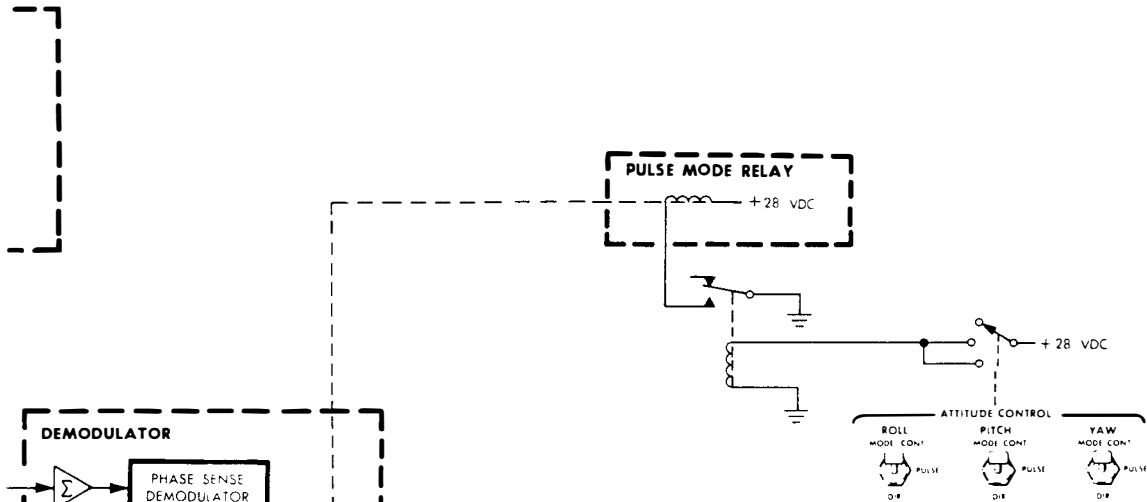 PULSE MODE RELAY
+28 VDC
+ 28 VDC
ATTITUDE CONTROL
ROLL
MODE CONT
PULSE
DIR
PITCH
MODE CONT
PULSE
DIR
YAW
MODE CONT
PULSE
DIR
DEMODULATOR
Σ
PHASE SENSE
DEMODULATOR